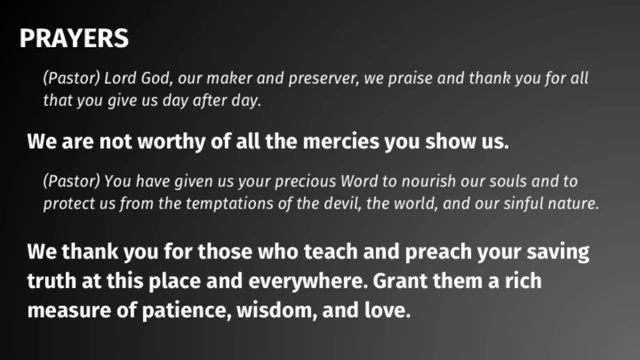 PRAYERS
(Pastor) Lord God, our maker and preserver, we praise and thank you for all
that you give us day after day.
We are not worthy of all the mercies you show us.
(Pastor) You have given us your precious Word to nourish our souls and to
protect us from the temptations of the devil, the world, and our sinful nature.
We thank you for those who teach and preach your saving
truth at this place and everywhere. Grant them a rich
measure of patience, wisdom, and love.